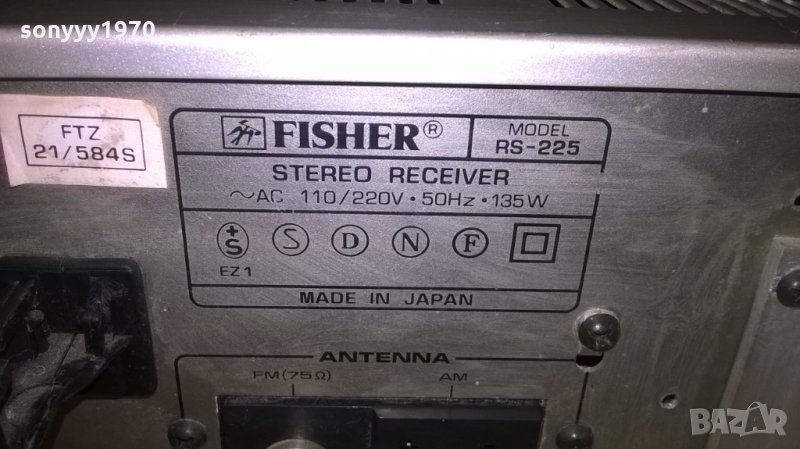 sonyyy1970
FTZ
21/584S
FISHER®
MODEL
RS-225
STEREO RECEIVER
~AC 110/220V·50Hz·135W
+S S D N F
EZ1
MADE IN JAPAN
ANTENNA
FM(75Ω) AM
BAZAR